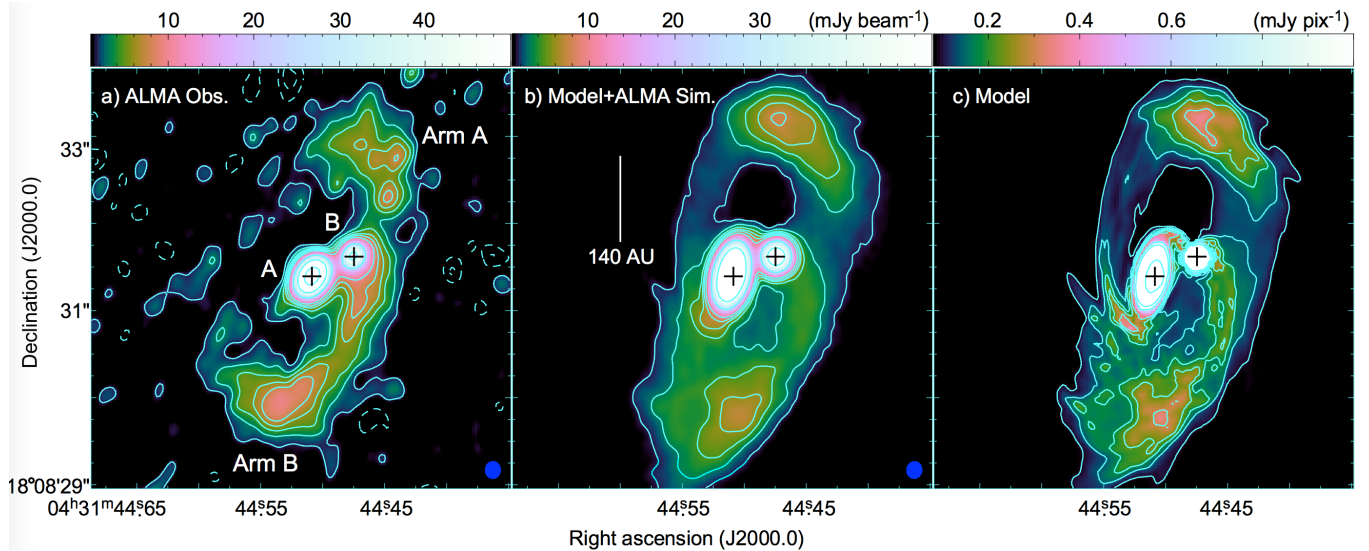 10 30 40 10 20 30 (mJy beam⁻¹) 0.2 0.4 0.6 (mJy pix⁻¹)
a) ALMA Obs. b) Model+ALMA Sim. c) Model
Arm A
33"
B
140 AU
A
31"
Declination (J2000.0)
Arm B
18°08'29"
04ʰ31ᵐ44ˢ.65 44ˢ.55 44ˢ.45 44ˢ.55 44ˢ.45 44ˢ.55 44ˢ.45
Right ascension (J2000.0)